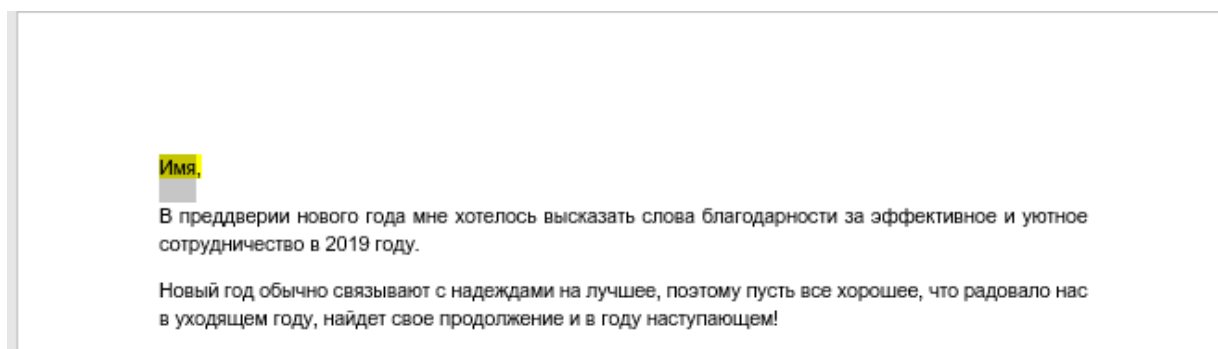 Имя,
В преддверии нового года мне хотелось высказать слова благодарности за эффективное и уютное
сотрудничество в 2019 году.
Новый год обычно связывают с надеждами на лучшее, поэтому пусть все хорошее, что радовало нас
в уходящем году, найдет свое продолжение и в году наступающем!